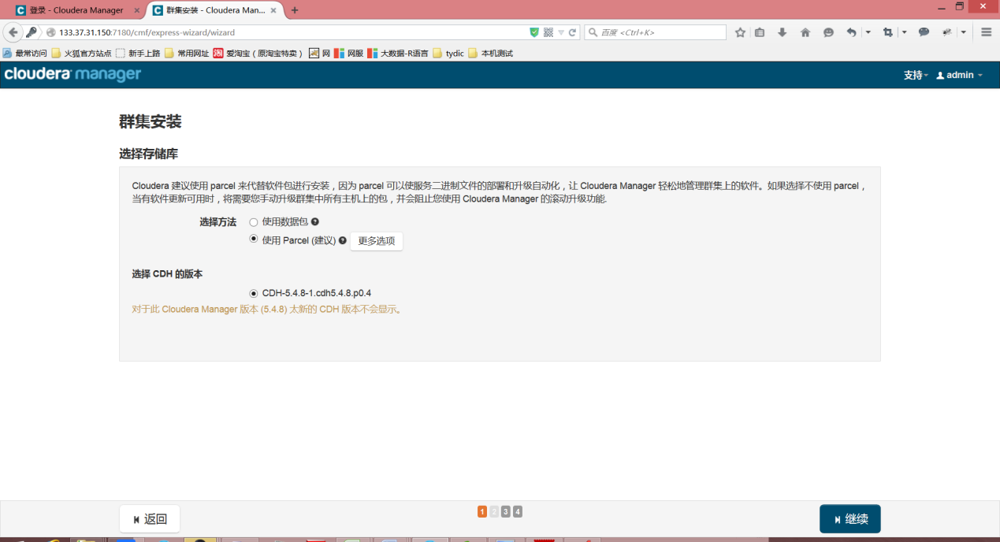 登录 - Cloudera Manager
群集安装 - Cloudera Man...
133.37.31.150:7180/cmf/express-wizard/wizard
百度 <Ctrl+K>
最常访问 火狐官方站点 新手上路 常用网址 爱淘宝（原淘宝特卖） 网 网服 大数据-R语言 tydic 本机测试
cloudera manager
支持 admin
群集安装
选择存储库
Cloudera 建议使用 parcel 来代替软件包进行安装，因为 parcel 可以使服务二进制文件的部署和升级自动化，让 Cloudera Manager 轻松地管理群集上的软件。如果选择不使用 parcel，
当有软件更新可用时，将需要您手动升级群集中所有主机上的包，并会阻止您使用 Cloudera Manager 的滚动升级功能.
选择方法 使用数据包
使用 Parcel (建议) 更多选项
选择 CDH 的版本
CDH-5.4.8-1.cdh5.4.8.p0.4
对于此 Cloudera Manager 版本 (5.4.8) 太新的 CDH 版本不会显示。
返回 1 2 3 4 继续